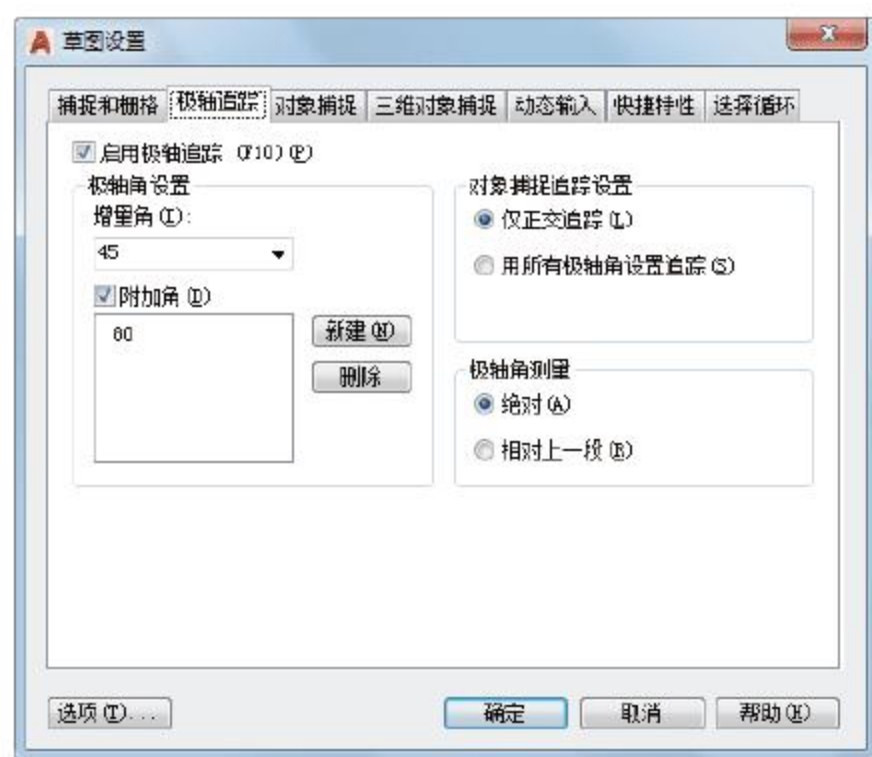 草图设置
捕捉和栅格 极轴追踪 对象捕捉 三维对象捕捉 动态输入 快捷特性 选择循环
启用极轴追踪 (F10)(P)
极轴角设置
增量角(I):
45
附加角(D)
60
新建(N)
删除
对象捕捉追踪设置
仅正交追踪(L)
用所有极轴角设置追踪(S)
极轴角测量
绝对(A)
相对上一段(R)
选项(T)...
确定
取消
帮助(H)